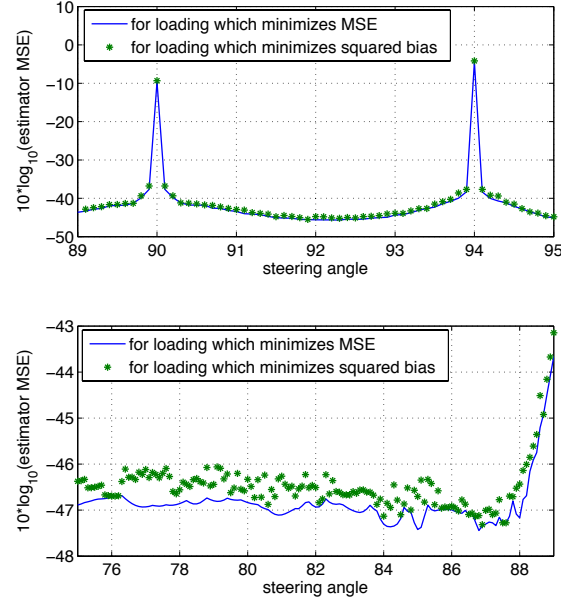 10
0
−10
−20
−30
−40
−50
10*log10(estimator MSE)
for loading which minimizes MSE
for loading which minimizes squared bias
89 90 91 92 93 94 95
steering angle
−43
−44
−45
−46
−47
−48
10*log10(estimator MSE)
for loading which minimizes MSE
for loading which minimizes squared bias
76 78 80 82 84 86 88
steering angle